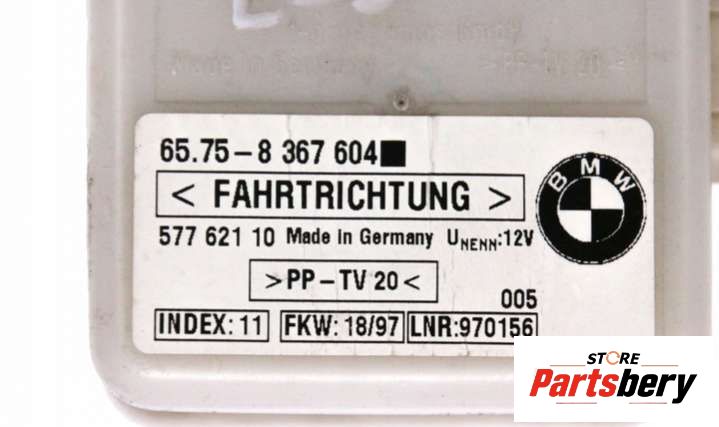 Made in Germany
65.75-8 367 604■
< FAHRTRICHTUNG >
BMW
577 621 10 Made in Germany UNENN:12V
>PP-TV 20<
005
INDEX: 11 FKW: 18/97 LNR:970156
STORE
Partsbery